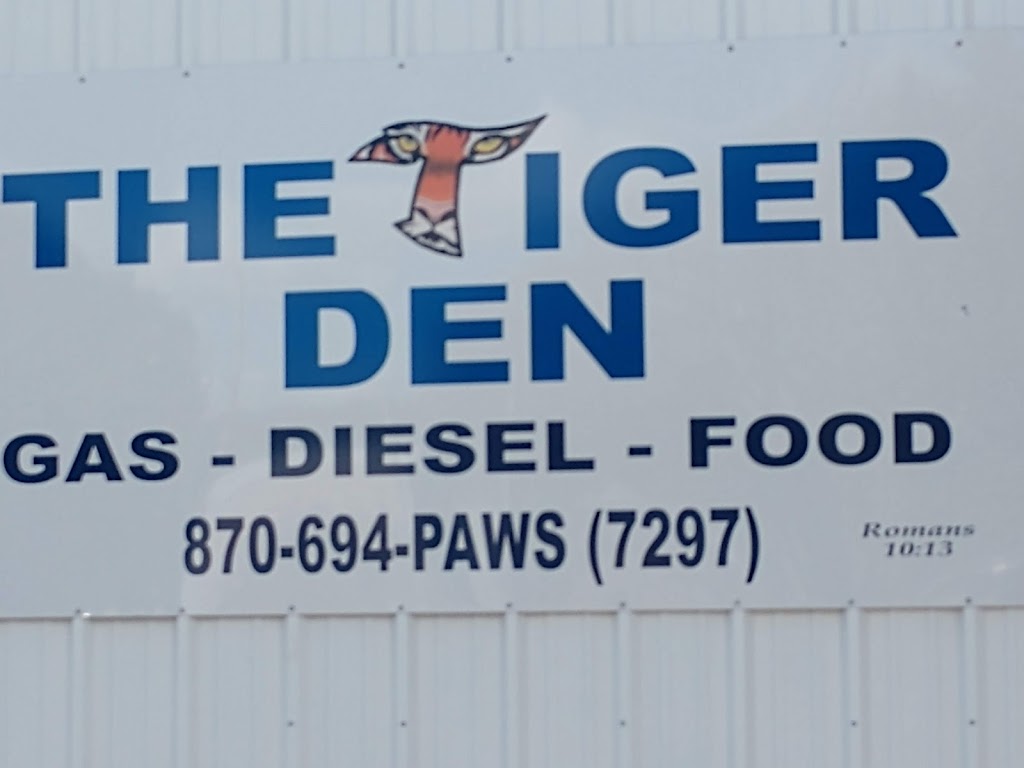 THE TIGER
DEN
GAS - DIESEL - FOOD
870-694-PAWS (7297)
Romans
10:13